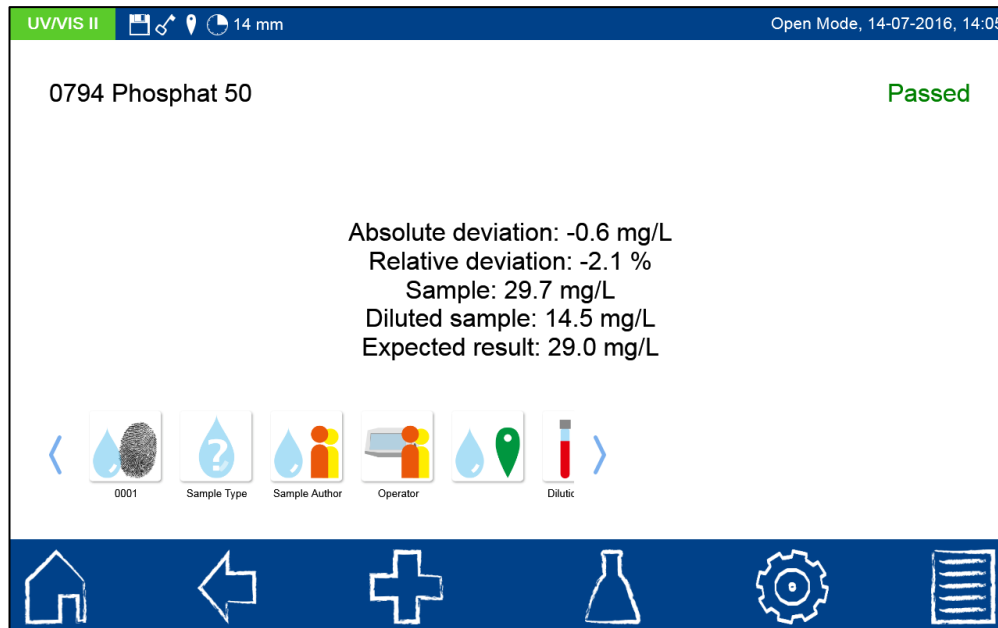 UV/VIS II 14 mm Open Mode, 14-07-2016, 14:05
0794 Phosphat 50 Passed
Absolute deviation: -0.6 mg/L
Relative deviation: -2.1 %
Sample: 29.7 mg/L
Diluted sample: 14.5 mg/L
Expected result: 29.0 mg/L
?
0001 Sample Type Sample Author Operator Dilutic